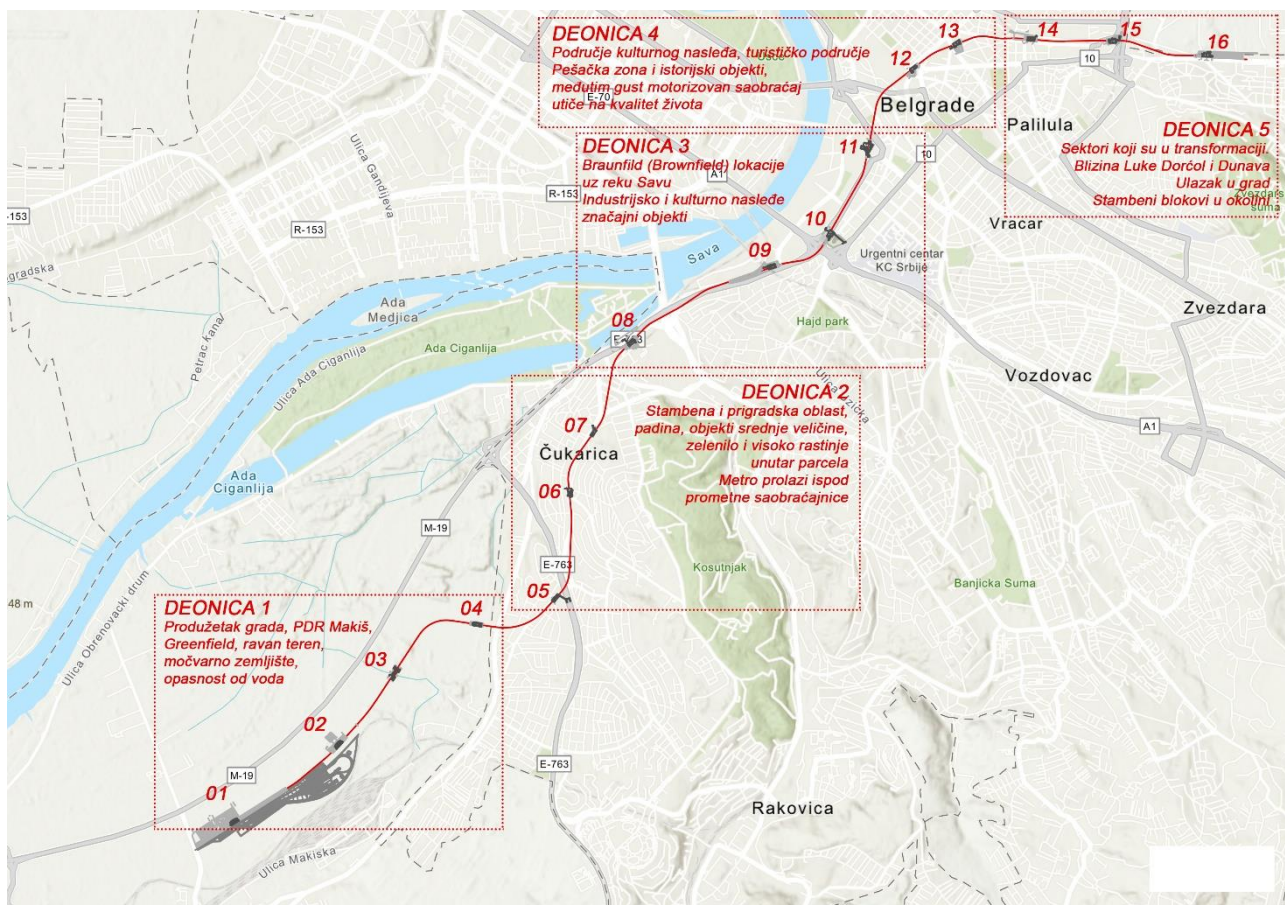 DEONICA 4
Područje kulturnog nasleđa, turističko područje
Pešačka zona i istorijski objekti,
međutim gust motorizovan saobraćaj
utiče na kvalitet života
12
13
14
15
16
10
E-70
Belgrade
Palilula
DEONICA 5
Sektori koji su u transformaciji.
Blizina Luke Dorćol i Dunava
Ulazak u grad
Stambeni blokovi u okolini
Zvezdars
suma
DEONICA 3
Braunfild (Brownfield) lokacije
uz reku Savu
Industrijsko i kulturno nasleđe
značajni objekti
11
10
A1
10
09
08
Sava
Urgentni centar
KC Srbije
Vracar
Zvezdara
Hajd park
Vozdovac
A1
Ulica Gandijeva
R-153
R-153
-153
ogradska
Petrac kana
Ada
Medjica
Ulica Ada Ciganlija
Ada Ciganlija
E-763
DEONICA 2
Stambena i prigradska oblast,
padina, objekti srednje veličine,
zelenilo i visoko rastinje
unutar parcela
Metro prolazi ispod
prometne saobraćajnice
07
Čukarica
06
Ada
Ciganlija
M-19
E-763
05
Kosutnjak
Banjicka Suma
48 m
Ulica Obrenovacki drum
DEONICA 1
Produžetak grada, PDR Makiš,
Greenfield, ravan teren,
močvarno zemljište,
opasnost od voda
04
03
02
01
M-19
E-763
Rakovica
Ulica Makiska